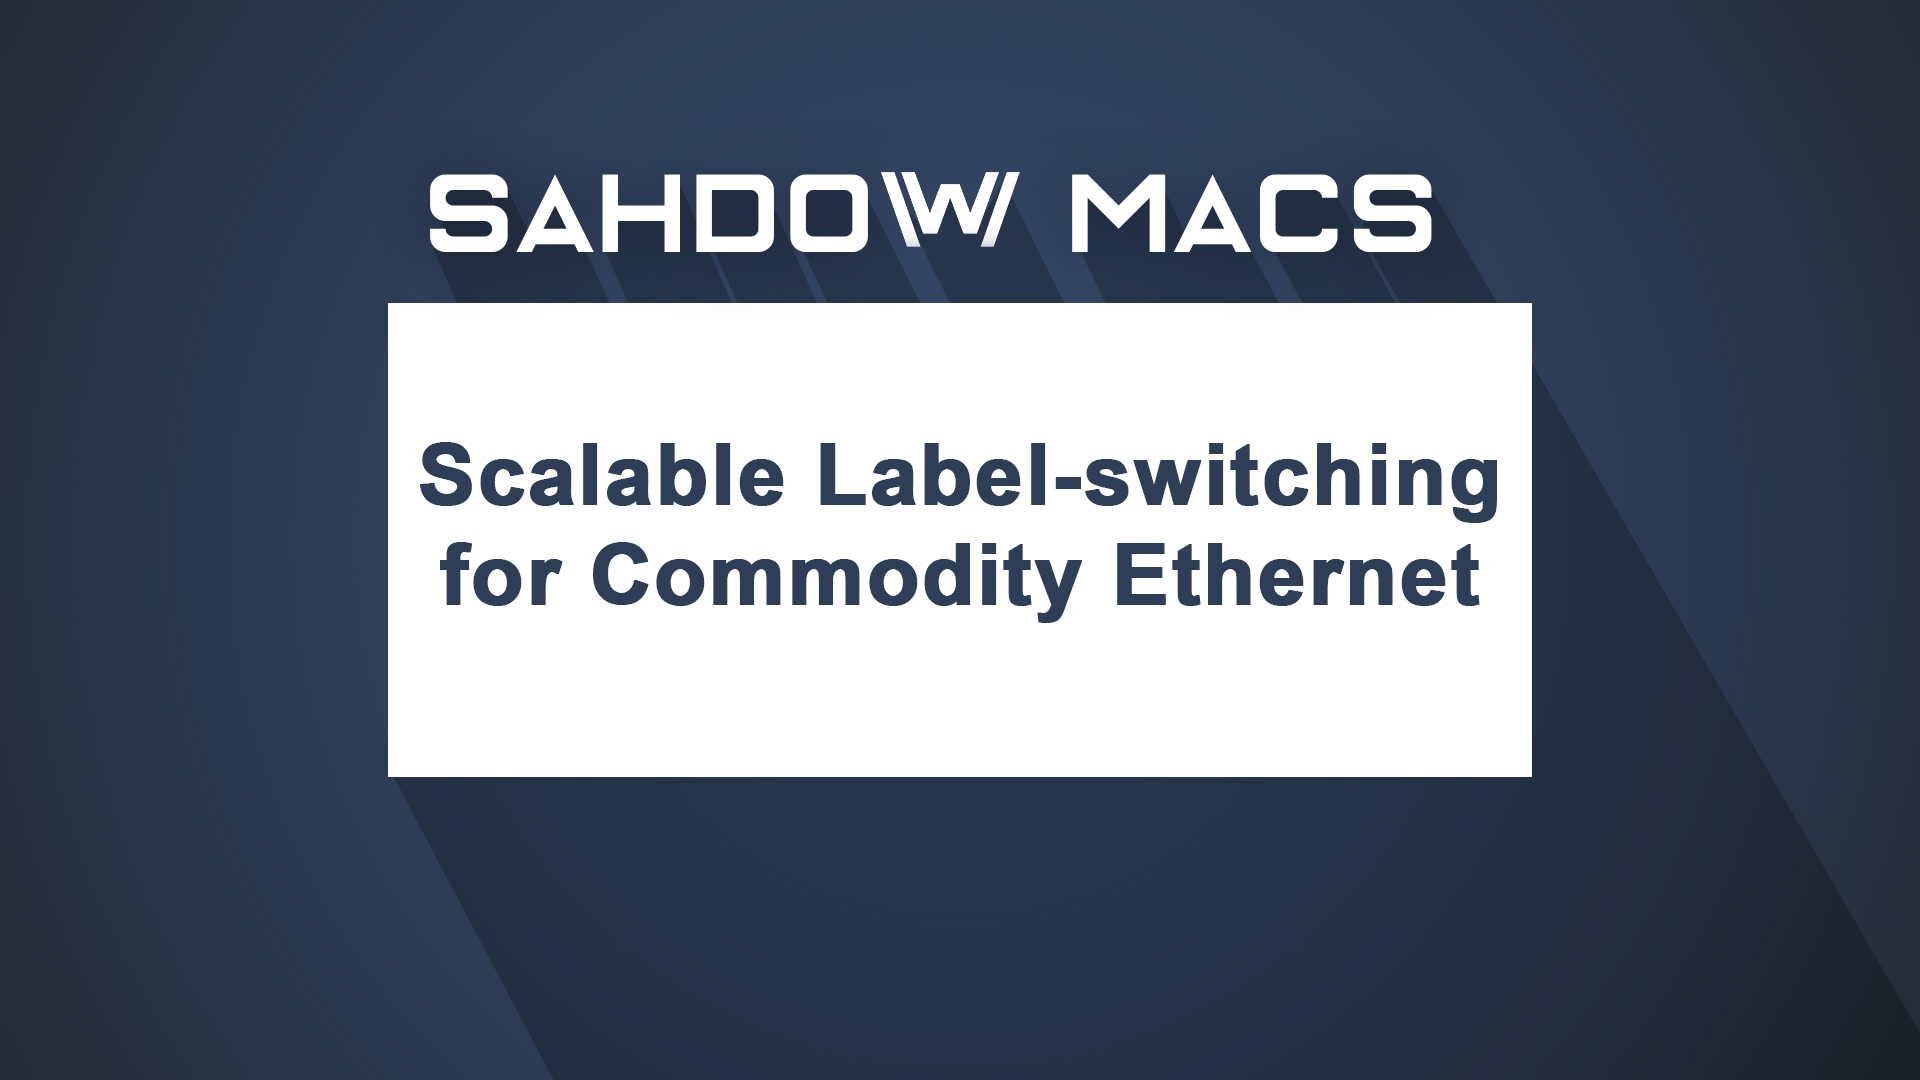 SAHDOW MACS
Scalable Label-switching
for Commodity Ethernet